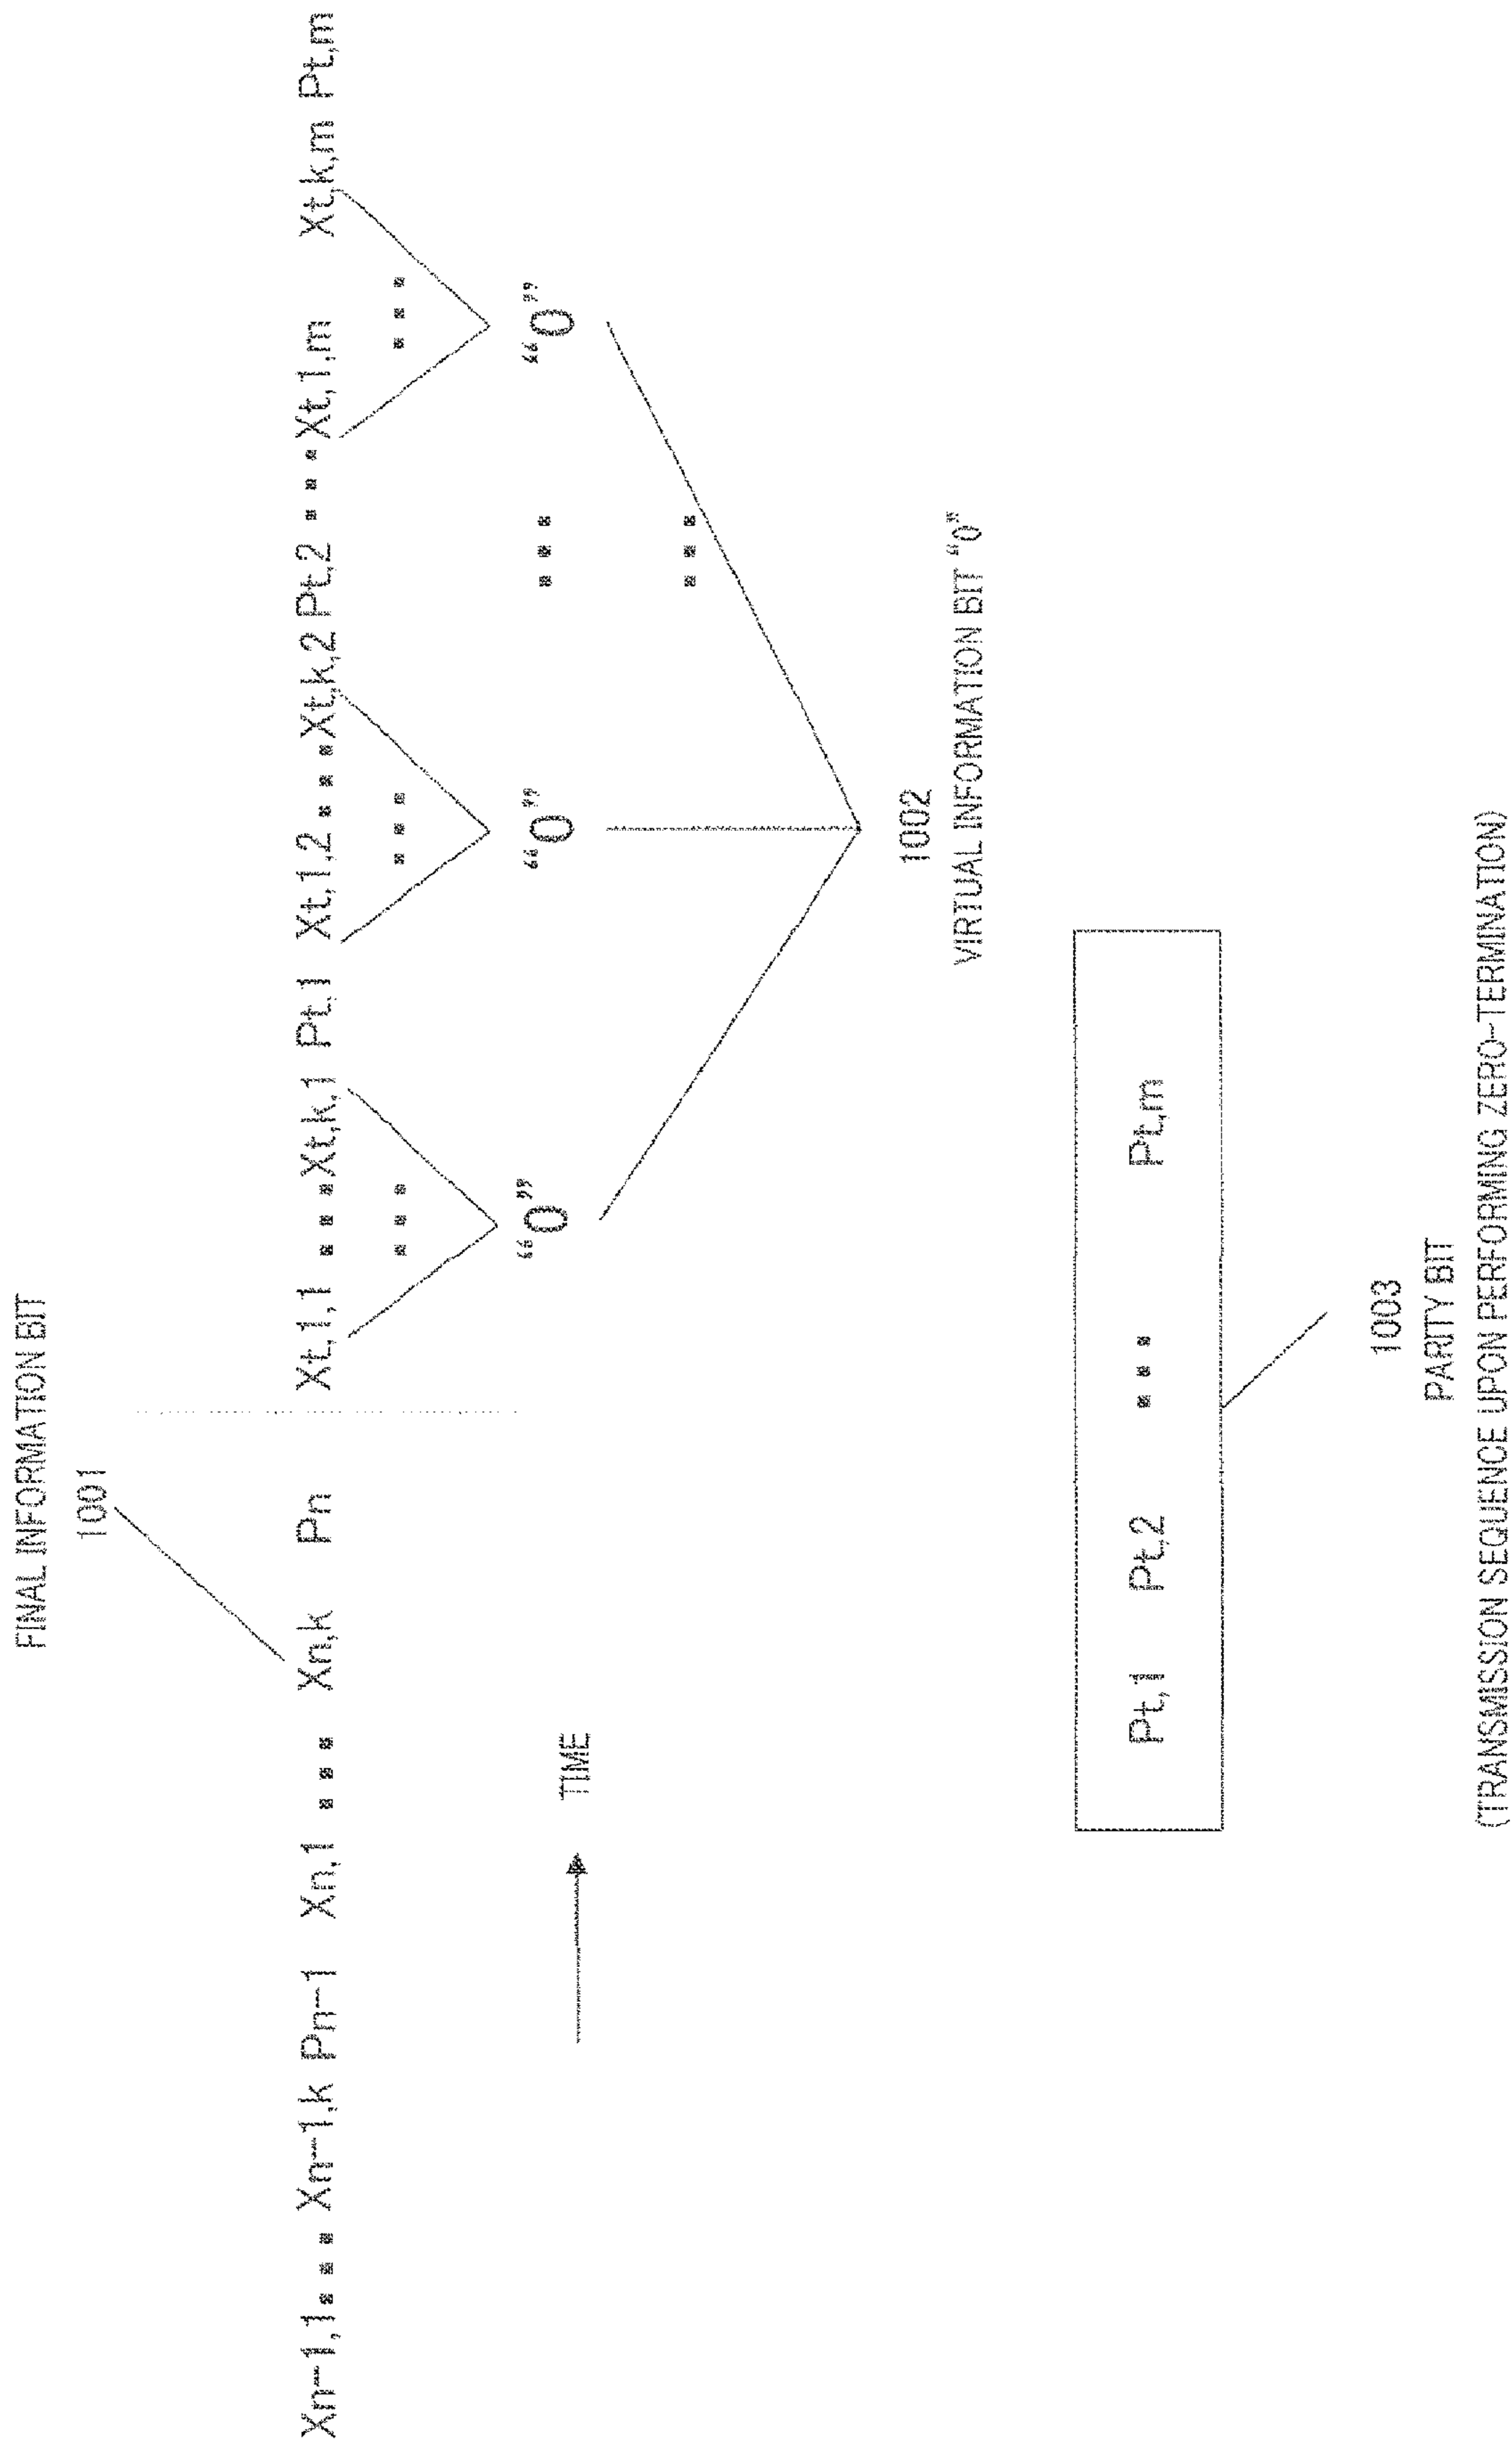 FINAL INFORMATION BIT
1001
Xn-1,1 ... Xn-1,k Pn-1 Xn,1 ... Xn,k Pn Xt,1,1 ... Xt,k,1 Pt,1 Xt,1,2 ... Xt,k,2 Pt,2 ... Xt,1,m Xt,k,m Pt,m
... ... ...
“0” “0” ... “0”
TIME
...
1002
VIRTUAL INFORMATION BIT “0”
Pt,1 Pt,2 ... Pt,m
1003
PARITY BIT
(TRANSMISSION SEQUENCE UPON PERFORMING ZERO-TERMINATION)